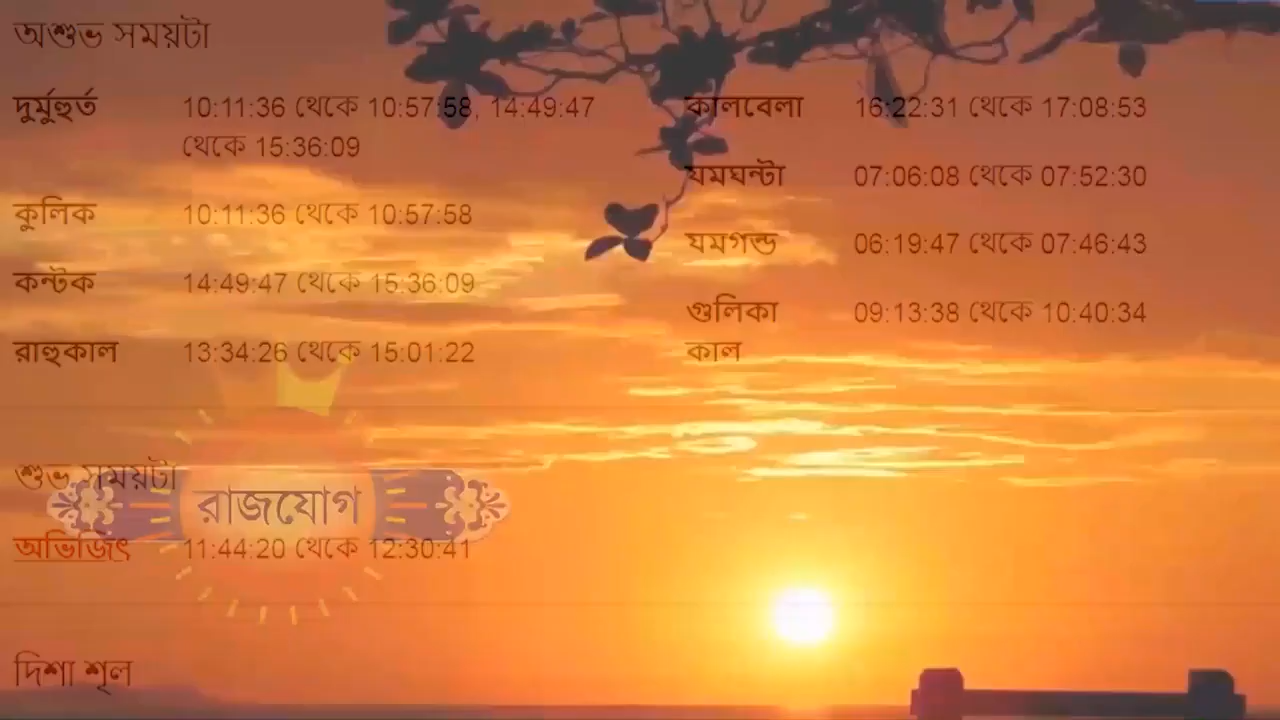 অশুভ সময়টা
দুর্মুহুর্ত 10:11:36 থেকে 10:57:58, 14:49:47
থেকে 15:36:09
কুলিক 10:11:36 থেকে 10:57:58
কন্টক 14:49:47 থেকে 15:36:09
রাহুকাল 13:34:26 থেকে 15:01:22
কালবেলা 16:22:31 থেকে 17:08:53
যমঘন্টা 07:06:08 থেকে 07:52:30
যমগন্ড 06:19:47 থেকে 07:46:43
গুলিকা 09:13:38 থেকে 10:40:34
কাল
শুভ সময়টা
রাজযোগ
অভিজিৎ 11:44:20 থেকে 12:30:41
দিশা শূল